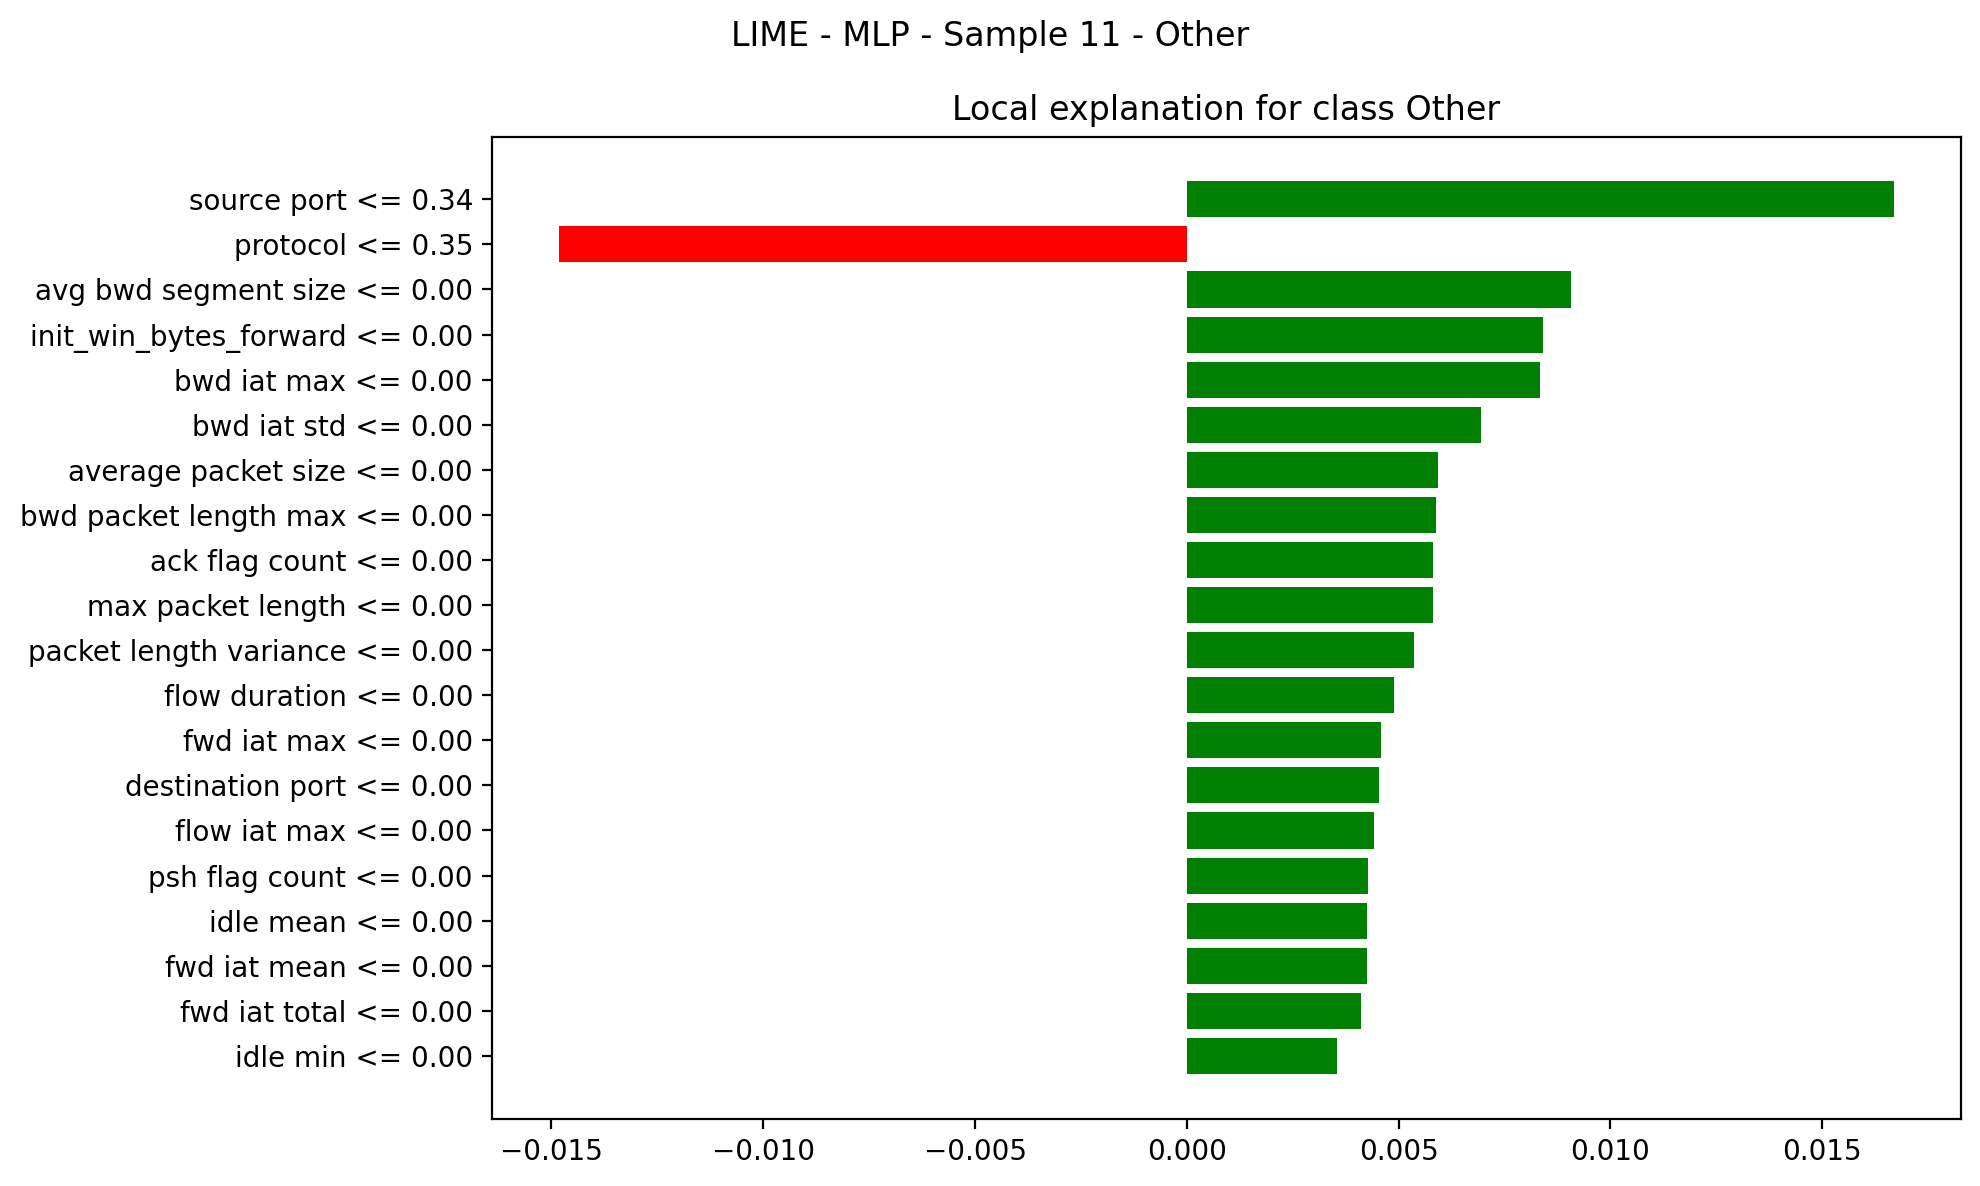 LIME - MLP - Sample 11 - Other
Local explanation for class Other
source port <= 0.34
protocol <= 0.35
avg bwd segment size <= 0.00
init_win_bytes_forward <= 0.00
bwd iat max <= 0.00
bwd iat std <= 0.00
average packet size <= 0.00
bwd packet length max <= 0.00
ack flag count <= 0.00
max packet length <= 0.00
packet length variance <= 0.00
flow duration <= 0.00
fwd iat max <= 0.00
destination port <= 0.00
flow iat max <= 0.00
psh flag count <= 0.00
idle mean <= 0.00
fwd iat mean <= 0.00
fwd iat total <= 0.00
idle min <= 0.00
−0.015 −0.010 −0.005 0.000 0.005 0.010 0.015